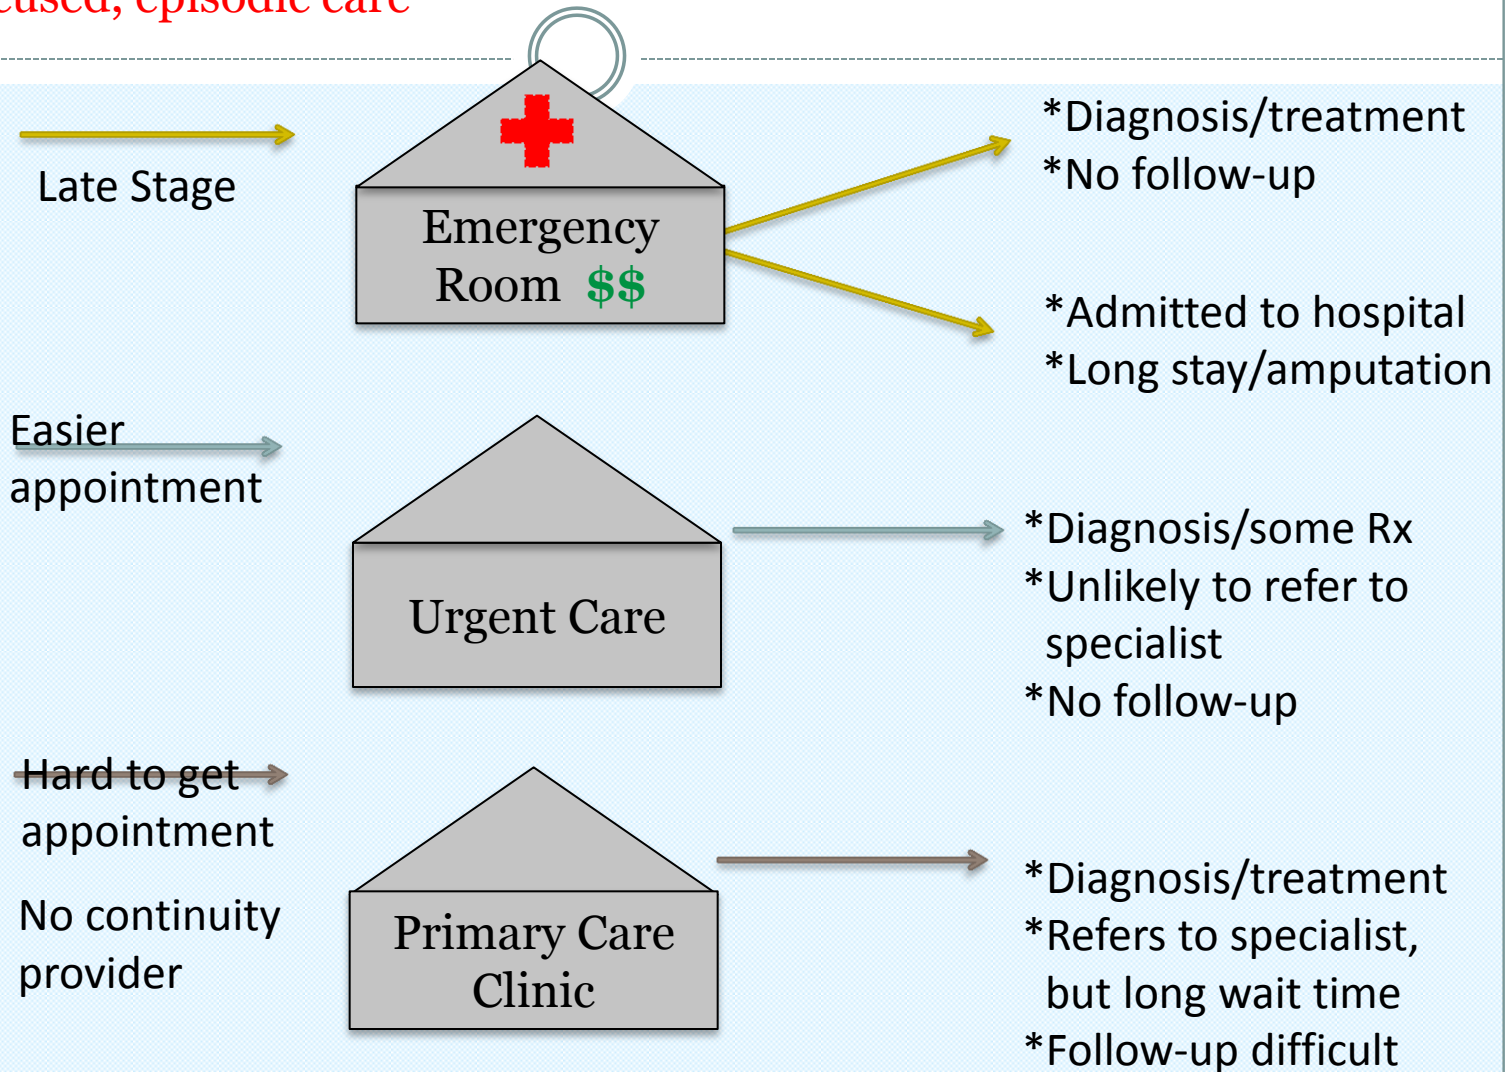 episodic care
Late Stage
Emergency
Room $$
*Diagnosis/treatment
*No follow-up
*Admitted to hospital
*Long stay/amputation
Easier
appointment
Urgent Care
*Diagnosis/some Rx
*Unlikely to refer to
specialist
*No follow-up
Hard to get
appointment
No continuity
provider
Primary Care
Clinic
*Diagnosis/treatment
*Refers to specialist,
but long wait time
*Follow-up difficult